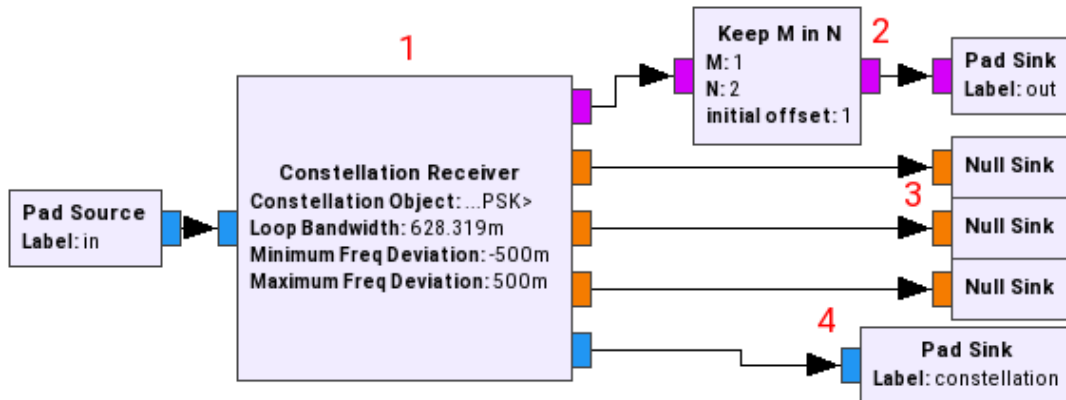 1
Keep M in N
M: 1
N: 2
initial offset: 1
2
Pad Sink
Label: out
Constellation Receiver
Constellation Object: ...PSK>
Loop Bandwidth: 628.319m
Minimum Freq Deviation: -500m
Maximum Freq Deviation: 500m
Pad Source
Label: in
Null Sink
3
Null Sink
Null Sink
4
Pad Sink
Label: constellation